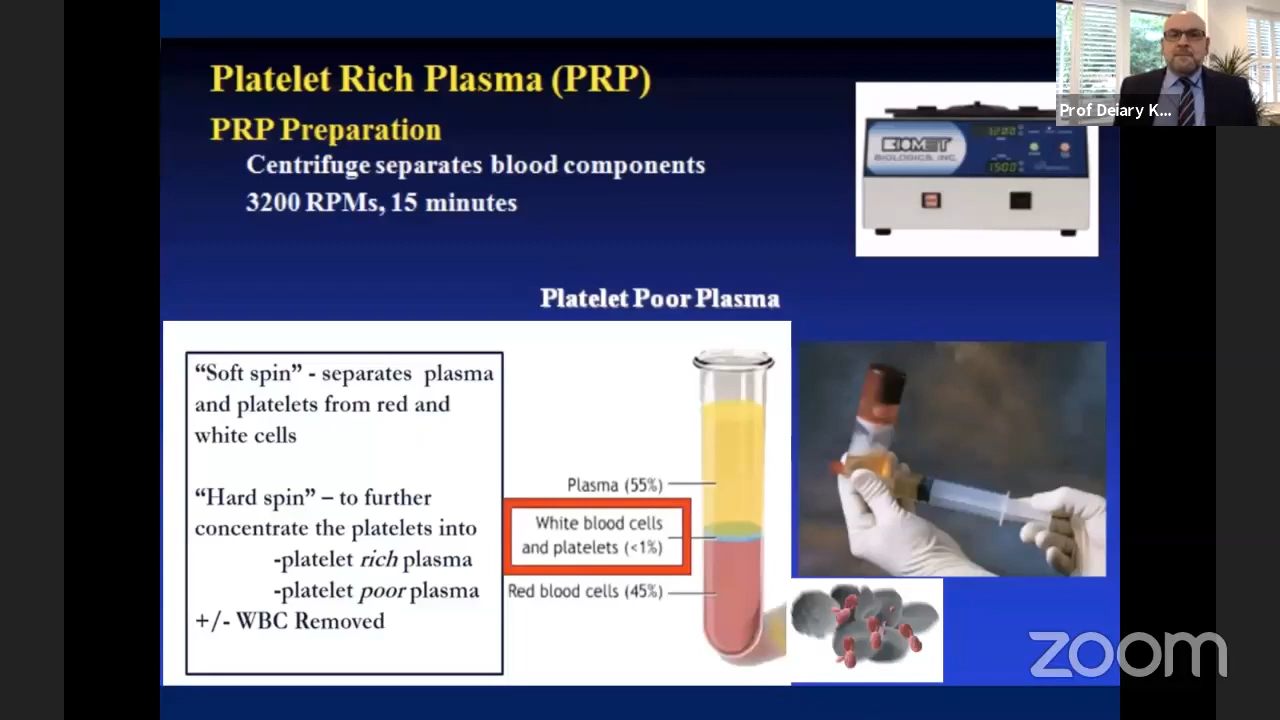 Platelet Rich Plasma (PRP)
PRP Preparation
Centrifuge separates blood components
3200 RPMs, 15 minutes
Prof Deiary K...
BIOMET
BIOLOGICS, INC.
3200
1500
Platelet Poor Plasma
“Soft spin” - separates plasma
and platelets from red and
white cells
“Hard spin” – to further
concentrate the platelets into
-platelet rich plasma
-platelet poor plasma
+/- WBC Removed
Plasma (55%)
White blood cells
and platelets (<1%)
Red blood cells (45%)
zoom